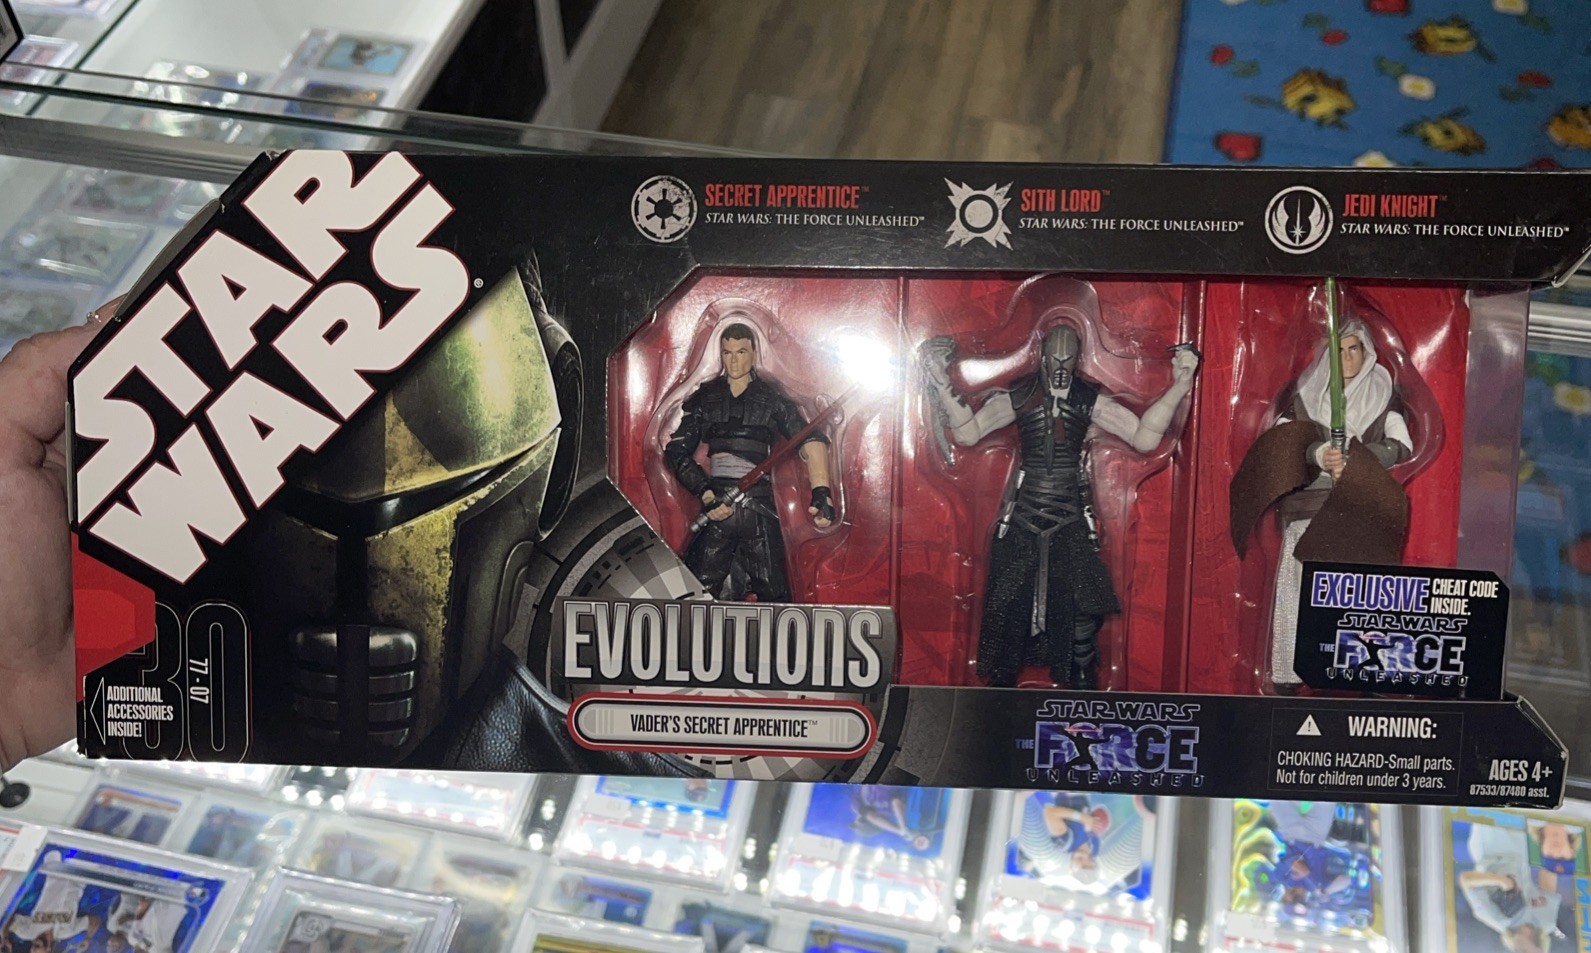 STAR
WARS®
SECRET APPRENTICE™
STAR WARS: THE FORCE UNLEASHED™
SITH LORD™
STAR WARS: THE FORCE UNLEASHED™
JEDI KNIGHT™
STAR WARS: THE FORCE UNLEASHED™
30
77 - 07
ADDITIONAL
ACCESSORIES
INSIDE!
EVOLUTIONS
VADER'S SECRET APPRENTICE™
EXCLUSIVE CHEAT CODE
INSIDE.
STAR WARS
THE FORCE
UNLEASHED
STAR WARS
THE FORCE
UNLEASHED
WARNING:
CHOKING HAZARD-Small parts.
Not for children under 3 years.
AGES 4+
87533/87480 asst.